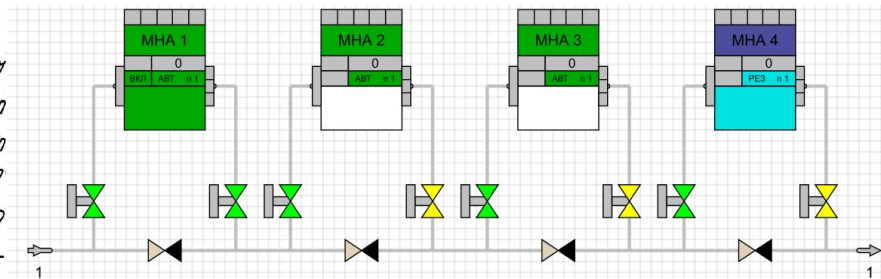 МНА 1 МНА 2 МНА 3 МНА 4
0 0 0 0
ВКЛ АВТ n 1 АВТ n 1 АВТ n 1 РЕЗ n 1
1 1